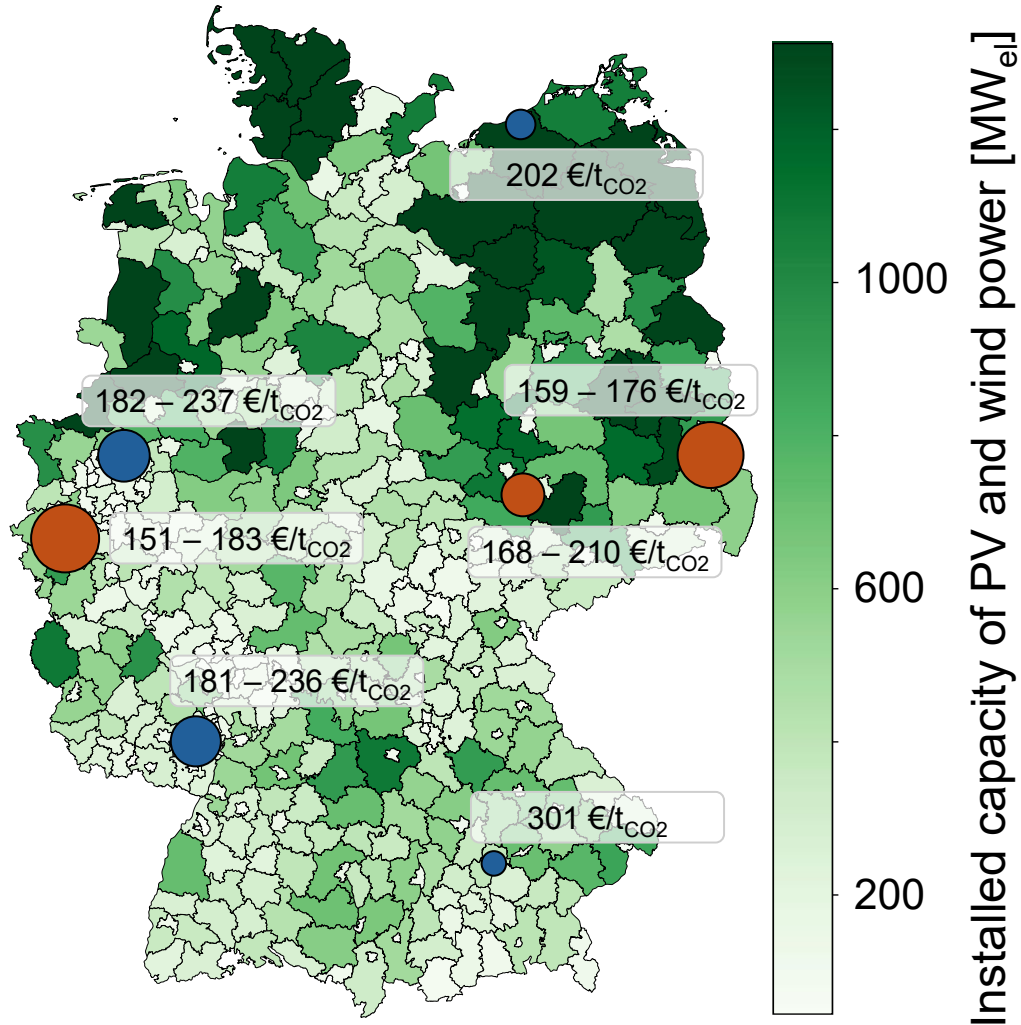 202 €/tCO2
1000
159 – 176 €/tCO2
182 – 237 €/tCO2
151 – 183 €/tCO2
168 – 210 €/tCO2
600
181 – 236 €/tCO2
301 €/tCO2
200
Installed capacity of PV and wind power [MWel]